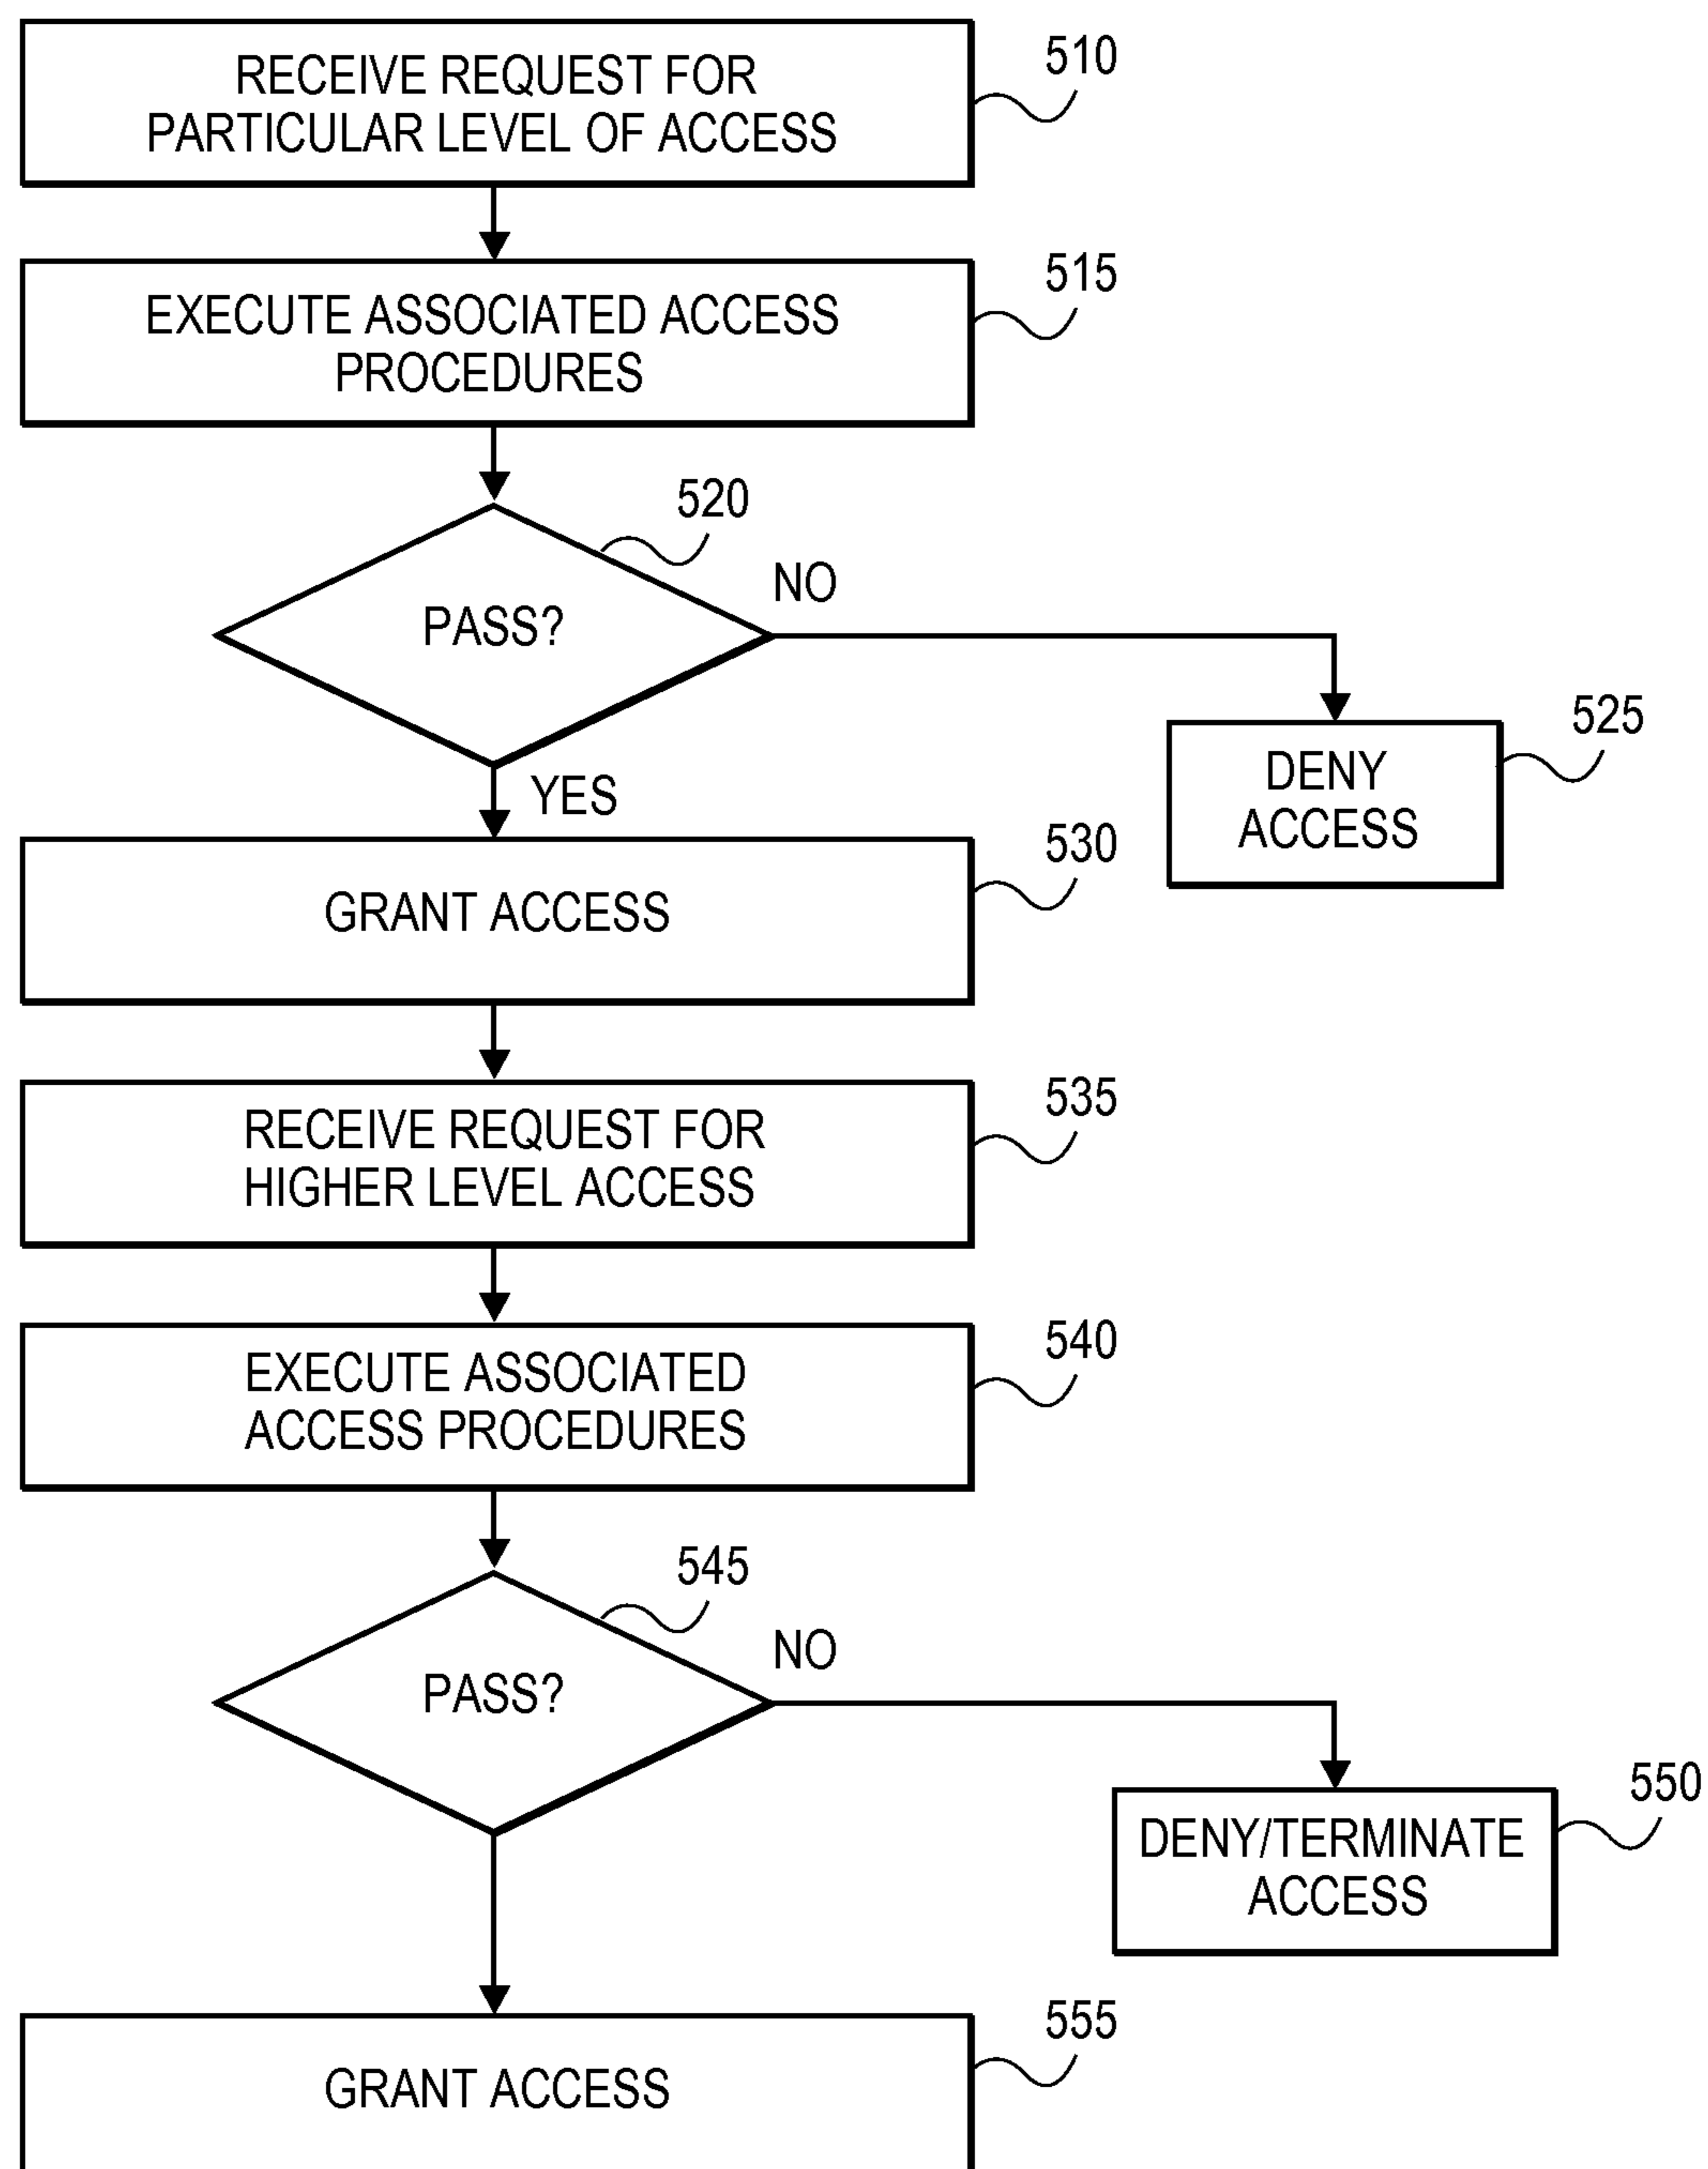 RECEIVE REQUEST FOR
PARTICULAR LEVEL OF ACCESS
510
EXECUTE ASSOCIATED ACCESS
PROCEDURES
515
520
PASS?
NO
YES
DENY
ACCESS
525
GRANT ACCESS
530
RECEIVE REQUEST FOR
HIGHER LEVEL ACCESS
535
EXECUTE ASSOCIATED
ACCESS PROCEDURES
540
545
PASS?
NO
DENY/TERMINATE
ACCESS
550
GRANT ACCESS
555